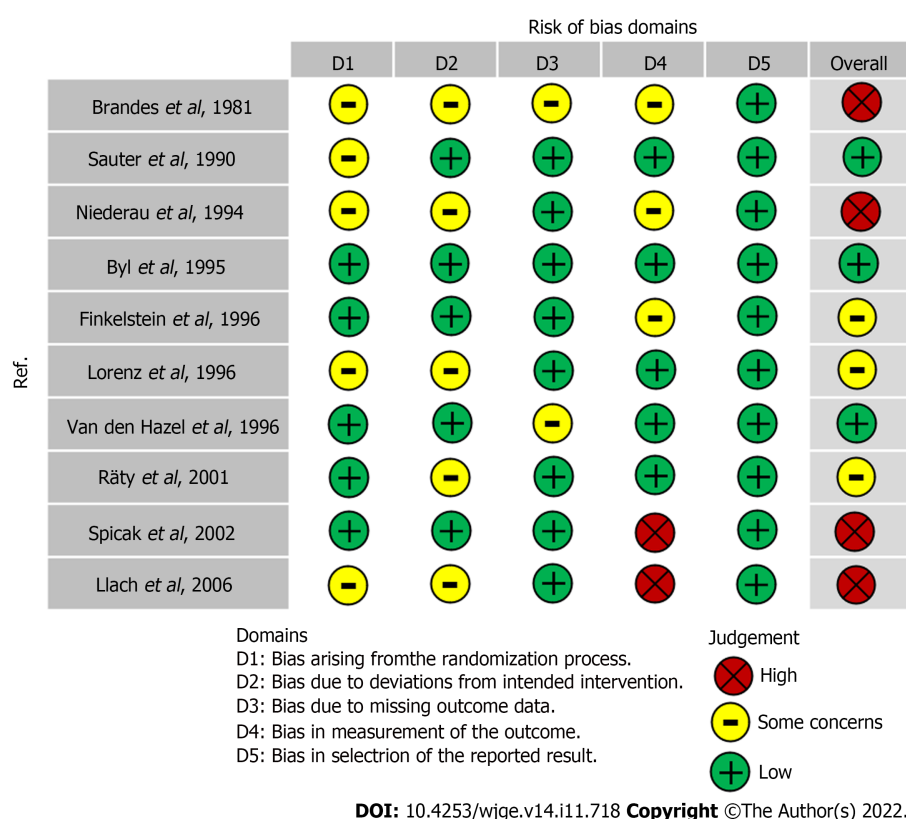 Risk of bias domains
D1 D2 D3 D4 D5 Overall
Brandes et al, 1981
Sauter et al, 1990
Niederau et al, 1994
Byl et al, 1995
Finkelstein et al, 1996
Lorenz et al, 1996
Van den Hazel et al, 1996
Räty et al, 2001
Spicak et al, 2002
Llach et al, 2006
Ref.
Domains
D1: Bias arising fromthe randomization process.
D2: Bias due to deviations from intended intervention.
D3: Bias due to missing outcome data.
D4: Bias in measurement of the outcome.
D5: Bias in selectrion of the reported result.
Judgement
High
Some concerns
Low
DOI: 10.4253/wjge.v14.i11.718 Copyright ©The Author(s) 2022.